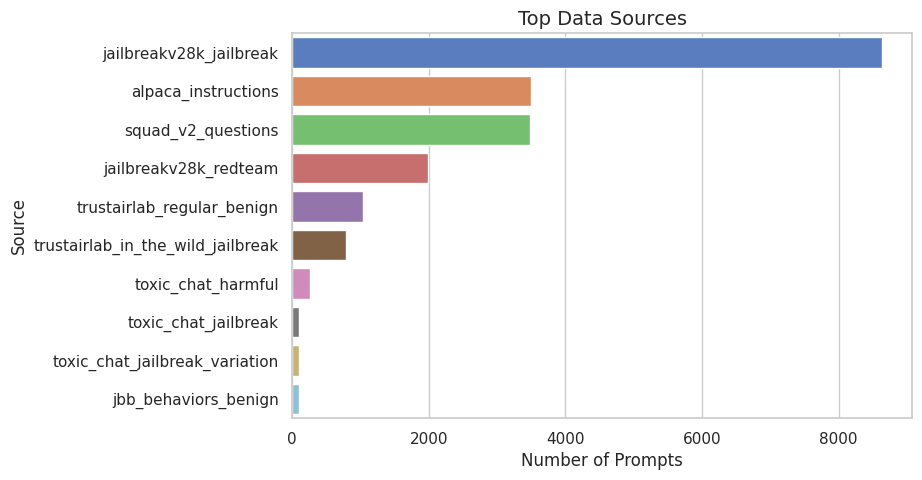 Top Data Sources
Source
jailbreakv28k_jailbreak
alpaca_instructions
squad_v2_questions
jailbreakv28k_redteam
trustairlab_regular_benign
trustairlab_in_the_wild_jailbreak
toxic_chat_harmful
toxic_chat_jailbreak
toxic_chat_jailbreak_variation
jbb_behaviors_benign
0 2000 4000 6000 8000
Number of Prompts